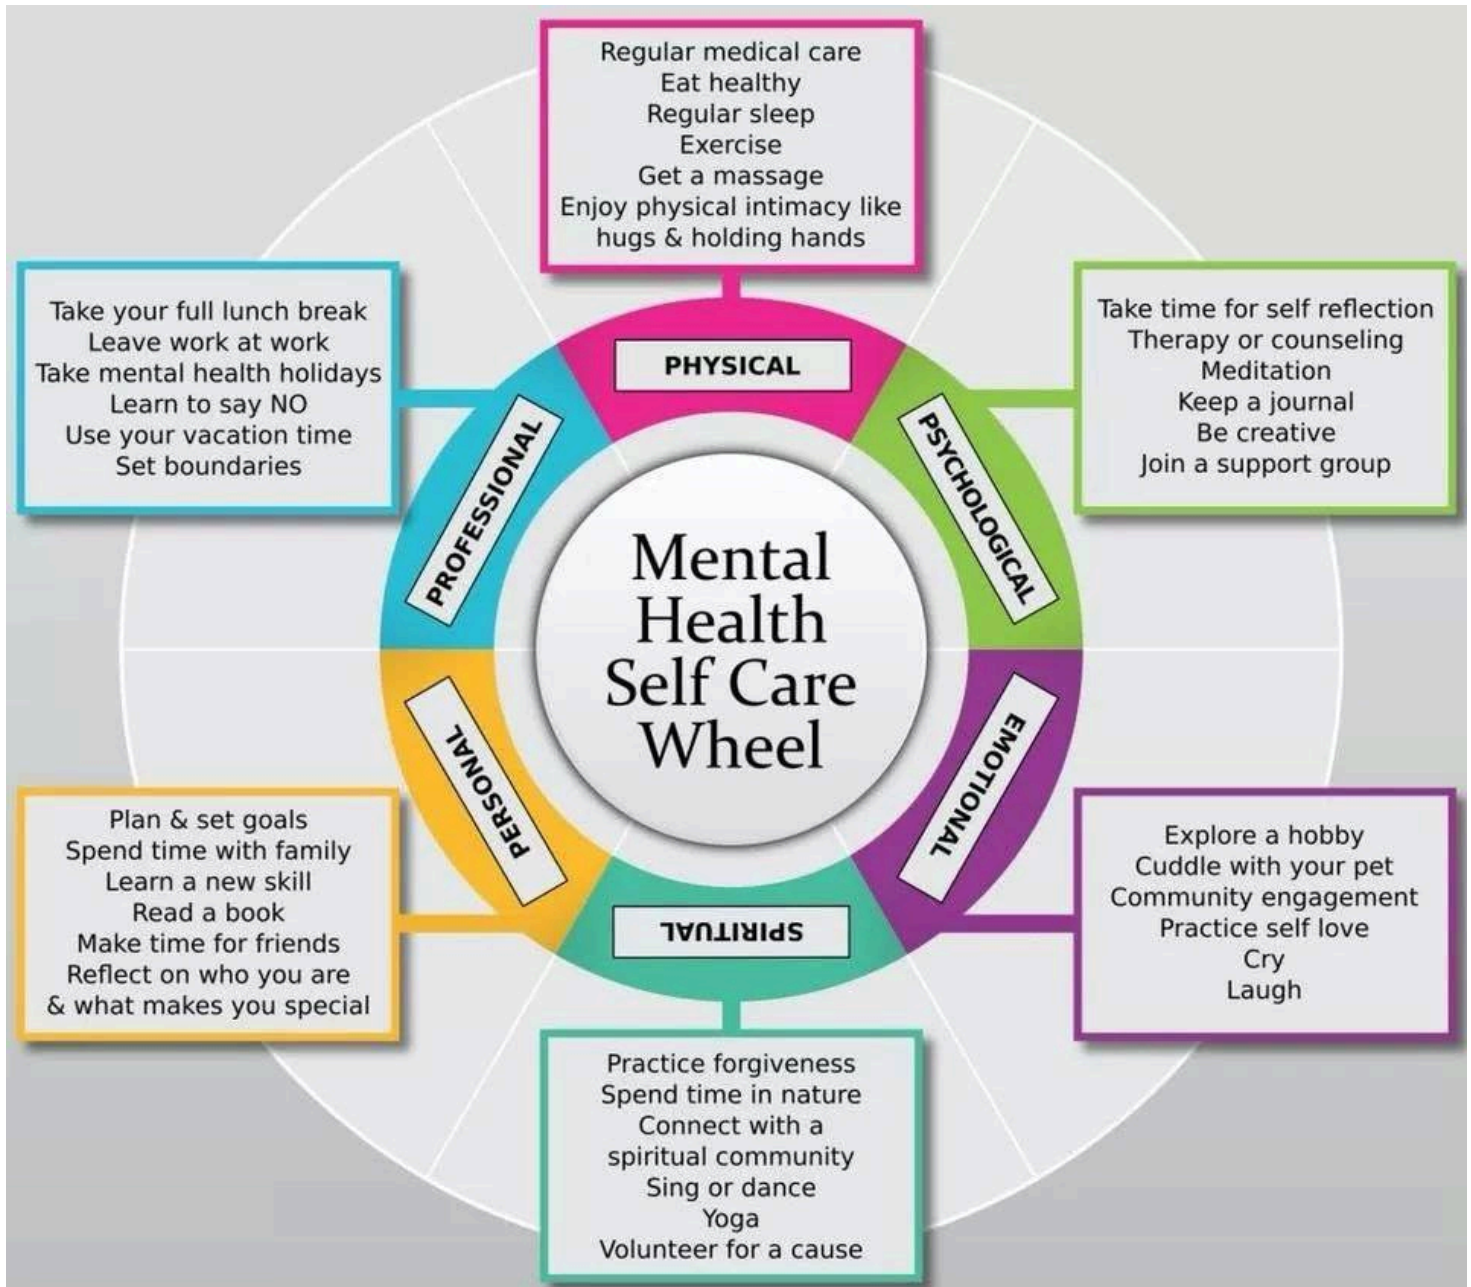 Regular medical care
Eat healthy
Regular sleep
Exercise
Get a massage
Enjoy physical intimacy like
hugs & holding hands
PHYSICAL
Take time for self reflection
Therapy or counseling
Meditation
Keep a journal
Be creative
Join a support group
PSYCHOLOGICAL
Explore a hobby
Cuddle with your pet
Community engagement
Practice self love
Cry
Laugh
EMOTIONAL
Practice forgiveness
Spend time in nature
Connect with a
spiritual community
Sing or dance
Yoga
Volunteer for a cause
SPIRITUAL
Plan & set goals
Spend time with family
Learn a new skill
Read a book
Make time for friends
Reflect on who you are
& what makes you special
PERSONAL
Take your full lunch break
Leave work at work
Take mental health holidays
Learn to say NO
Use your vacation time
Set boundaries
PROFESSIONAL
Mental
Health
Self Care
Wheel